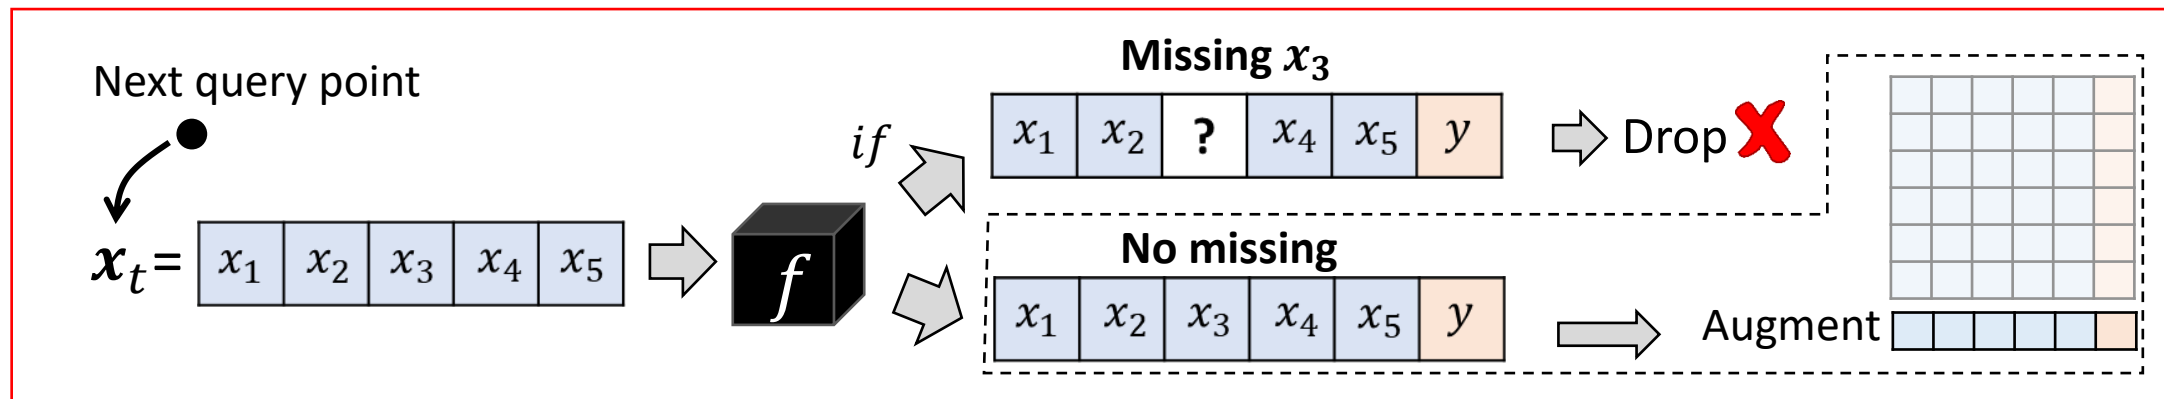 Next query point
𝒙ₜ= x₁ x₂ x₃ x₄ x₅
f
if
Missing 𝒙₃
x₁ x₂ ? x₄ x₅ y
Drop
No missing
x₁ x₂ x₃ x₄ x₅ y
Augment